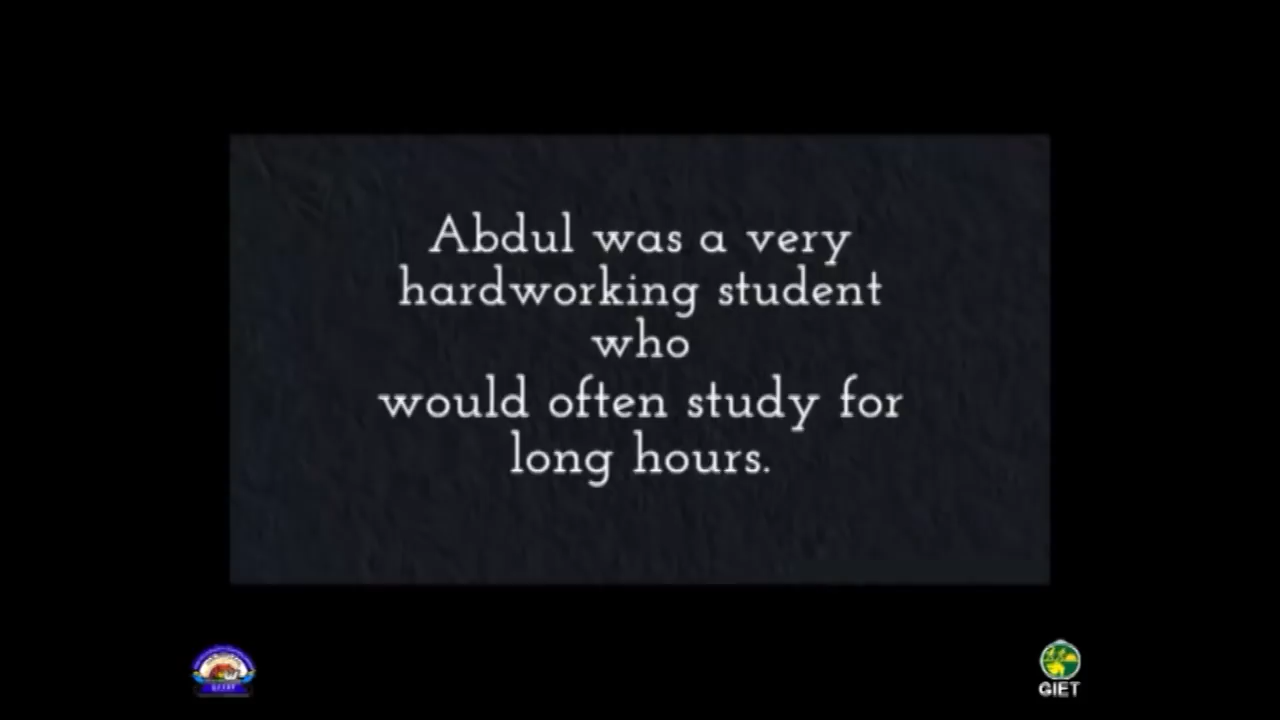 Abdul was a very
hardworking student
who
would often study for
long hours.
GIET